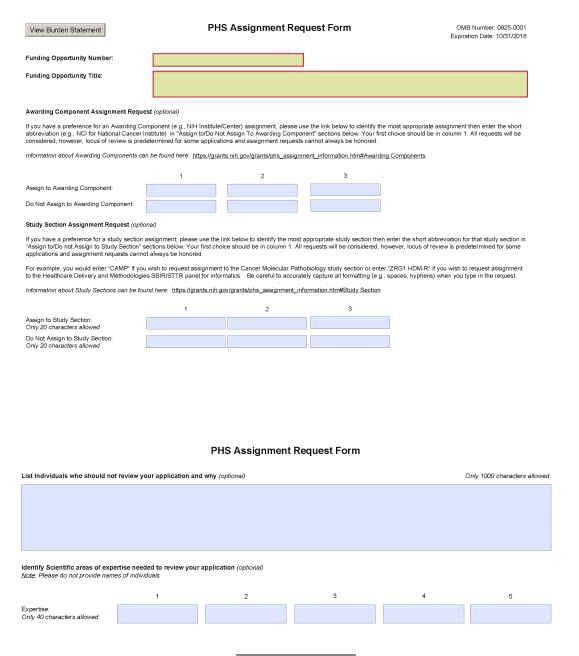 View Burden Statement
PHS Assignment Request Form
OMB Number: 0925-0001
Expiration Date: 10/31/2018
Funding Opportunity Number:
Funding Opportunity Title:
Awarding Component Assignment Request (optional)
If you have a preference for an Awarding Component (e.g., NIH Institute/Center) assignment, please use the link below to identify the most appropriate assignment then enter the short
abbreviation (e.g., NCI for National Cancer Institute) in "Assign to/Do Not Assign To Awarding Component" sections below. Your first choice should be in column 1. All requests will be
considered; however, locus of review is predetermined for some applications and assignment requests cannot always be honored.
Information about Awarding Components can be found here: https://grants.nih.gov/grants/phs_assignment_information.htm#Awarding Components
1 2 3
Assign to Awarding Component:
Do Not Assign to Awarding Component:
Study Section Assignment Request (optional)
If you have a preference for a study section assignment, please use the link below to identify the most appropriate study section then enter the short abbreviation for that study section in
"Assign to/Do not Assign to Study Section" sections below. Your first choice should be in column 1. All requests will be considered; however, locus of review is predetermined for some
applications and assignment requests cannot always be honored.
For example, you would enter "CAMP" if you wish to request assignment to the Cancer Molecular Pathobiology study section or enter "ZRG1 HDM-R" if you wish to request assignment
to the Healthcare Delivery and Methodologies SBIR/STTR panel for informatics. Be careful to accurately capture all formatting (e.g., spaces, hyphens) when you type in the request.
Information about Study Sections can be found here: https://grants.nih.gov/grants/phs_assignment_information.htm#Study Section
1 2 3
Assign to Study Section:
Only 20 characters allowed
Do Not Assign to Study Section:
Only 20 characters allowed
PHS Assignment Request Form
List Individuals who should not review your application and why (optional) Only 1000 characters allowed
Identify Scientific areas of expertise needed to review your application (optional)
Note: Please do not provide names of individuals
1 2 3 4 5
Expertise:
Only 40 characters allowed